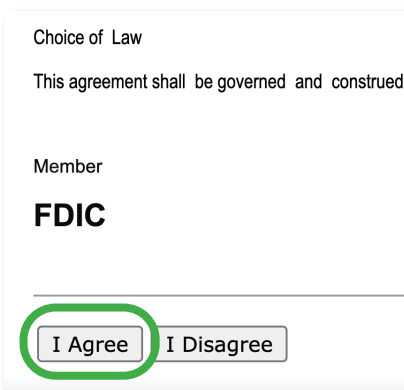 Choice of Law
This agreement shall be governed and construed
Member
FDIC
I Agree
I Disagree